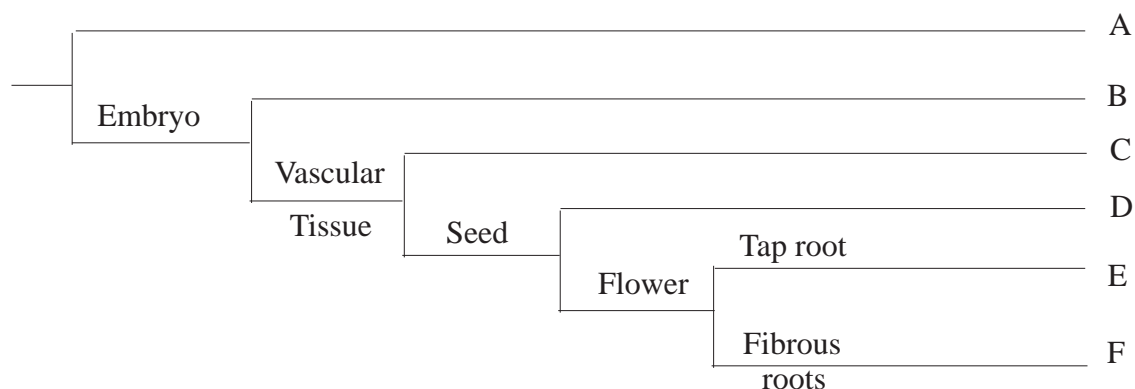 A
Embryo
B
Vascular
Tissue
C
Seed
D
Flower
Tap root
E
Fibrous
roots
F